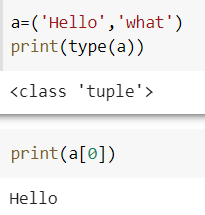 a=('Hello','what')
print(type(a))
<class 'tuple'>
print(a[0])
Hello